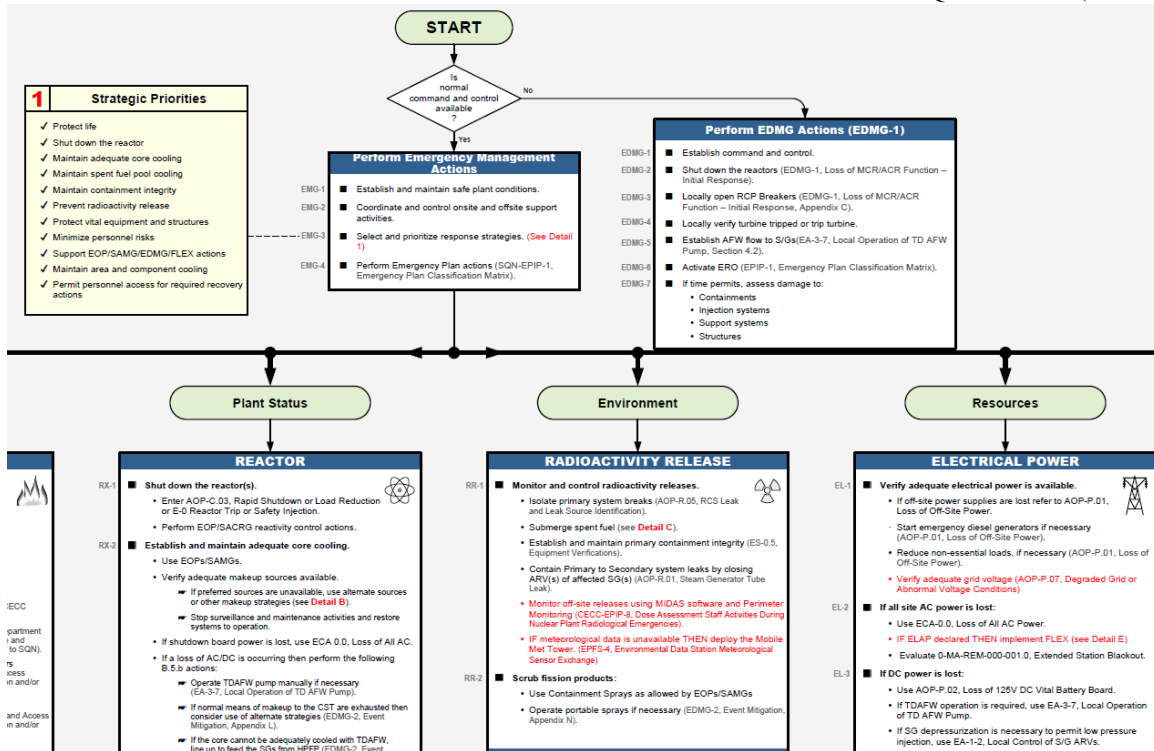 START
Is
normal
command and control
available
?
No
Yes
1 Strategic Priorities
✓ Protect life
✓ Shut down the reactor
✓ Maintain adequate core cooling
✓ Maintain spent fuel pool cooling
✓ Maintain containment integrity
✓ Prevent radioactivity release
✓ Protect vital equipment and structures
✓ Minimize personnel risks
✓ Support EOP/SAMG/EDMG/FLEX actions
✓ Maintain area and component cooling
✓ Permit personnel access for required recovery
actions
Perform Emergency Management
Actions
EMG-1 ■ Establish and maintain safe plant conditions.
EMG-2 ■ Coordinate and control onsite and offsite support
activities.
EMG-3 ■ Select and prioritize response strategies. (See Detail
1)
EMG-4 ■ Perform Emergency Plan actions (SQN-EPIP-1,
Emergency Plan Classification Matrix).
Perform EDMG Actions (EDMG-1)
EDMG-1 ■ Establish command and control.
EDMG-2 ■ Shut down the reactors (EDMG-1, Loss of MCR/ACR Function –
Initial Response).
EDMG-3 ■ Locally open RCP Breakers (EDMG-1, Loss of MCR/ACR
Function – Initial Response, Appendix C).
EDMG-4 ■ Locally verify turbine tripped or trip turbine.
EDMG-5 ■ Establish AFW flow to S/Gs(EA-3-7, Local Operation of TD AFW
Pump, Section 4.2).
EDMG-6 ■ Activate ERO (EPIP-1, Emergency Plan Classification Matrix).
EDMG-7 ■ If time permits, assess damage to:
• Containments
• Injection systems
• Support systems
• Structures
Plant Status
Environment
Resources
CECC
partment
and
to SQN).
rs
ccess
on and/or
and Access
on and/or
REACTOR
RX-1 ■ Shut down the reactor(s).
• Enter AOP-C.03, Rapid Shutdown or Load Reduction
or E-0 Reactor Trip or Safety Injection.
• Perform EOP/SACRG reactivity control actions.
RX-2 ■ Establish and maintain adequate core cooling.
• Use EOPs/SAMGs.
• Verify adequate makeup sources available.
☛ If preferred sources are unavailable, use alternate sources
or other makeup strategies (see Detail B).
☛ Stop surveillance and maintenance activities and restore
systems to operation.
• If shutdown board power is lost, use ECA 0.0, Loss of All AC.
• If a loss of AC/DC is occurring then perform the following
B.5.b actions:
☛ Operate TDAFW pump manually if necessary
(EA-3-7, Local Operation of TD AFW Pump).
☛ If normal means of makeup to the CST are exhausted then
consider use of alternate strategies (EDMG-2, Event
Mitigation, Appendix L).
☛ If the core cannot be adequately cooled with TDAFW,
line up to feed the SGs from HPFP (EDMG-2, Event
RADIOACTIVITY RELEASE
RR-1 ■ Monitor and control radioactivity releases.
• Isolate primary system breaks (AOP-R.05, RCS Leak
and Leak Source Identification).
• Submerge spent fuel (see Detail C).
• Establish and maintain primary containment integrity (ES-0.5,
Equipment Verifications).
• Contain Primary to Secondary system leaks by closing
ARV(s) of affected SG(s) (AOP-R.01, Steam Generator Tube
Leak).
• Monitor off-site releases using MIDAS software and Perimeter
Monitoring (CECC-EPIP-8, Dose Assessment Staff Activities During
Nuclear Plant Radiological Emergencies).
• IF meteorological data is unavailable THEN deploy the Mobile
Met Tower. (EPFS-4, Environmental Data Station Meteorological
Sensor Exchange)
RR-2 ■ Scrub fission products:
• Use Containment Sprays as allowed by EOPs/SAMGs
• Operate portable sprays if necessary (EDMG-2, Event Mitigation,
Appendix N).
ELECTRICAL POWER
EL-1 ■ Verify adequate electrical power is available.
• If off-site power supplies are lost refer to AOP-P.01,
Loss of Off-Site Power.
· Start emergency diesel generators if necessary
(AOP-P.01, Loss of Off-Site Power).
• Reduce non-essential loads, if necessary (AOP-P.01, Loss of
Off-Site Power).
• Verify adequate grid voltage (AOP-P.07, Degraded Grid or
Abnormal Voltage Conditions)
EL-2 ■ If all site AC power is lost:
• Use ECA-0.0, Loss of All AC Power.
• IF ELAP declared THEN implement FLEX (see Detail E)
• Evaluate 0-MA-REM-000-001.0, Extended Station Blackout.
EL-3 ■ If DC power is lost:
• Use AOP-P.02, Loss of 125V DC Vital Battery Board.
• If TDAFW operation is required, use EA-3-7, Local Operation
of TD AFW Pump.
• If SG depressurization is necessary to permit low pressure
injection, use EA-1-2, Local Control of S/G ARVs.